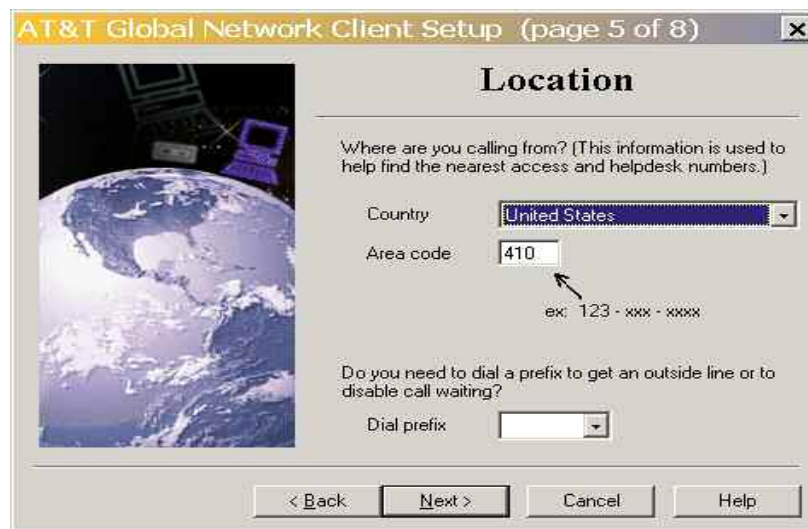 AT&T Global Network Client Setup (page 5 of 8)
Location
Where are you calling from? (This information is used to
help find the nearest access and helpdesk numbers.)
Country United States
Area code 410
ex: 123 - xxx - xxxx
Do you need to dial a prefix to get an outside line or to
disable call waiting?
Dial prefix
< Back Next > Cancel Help